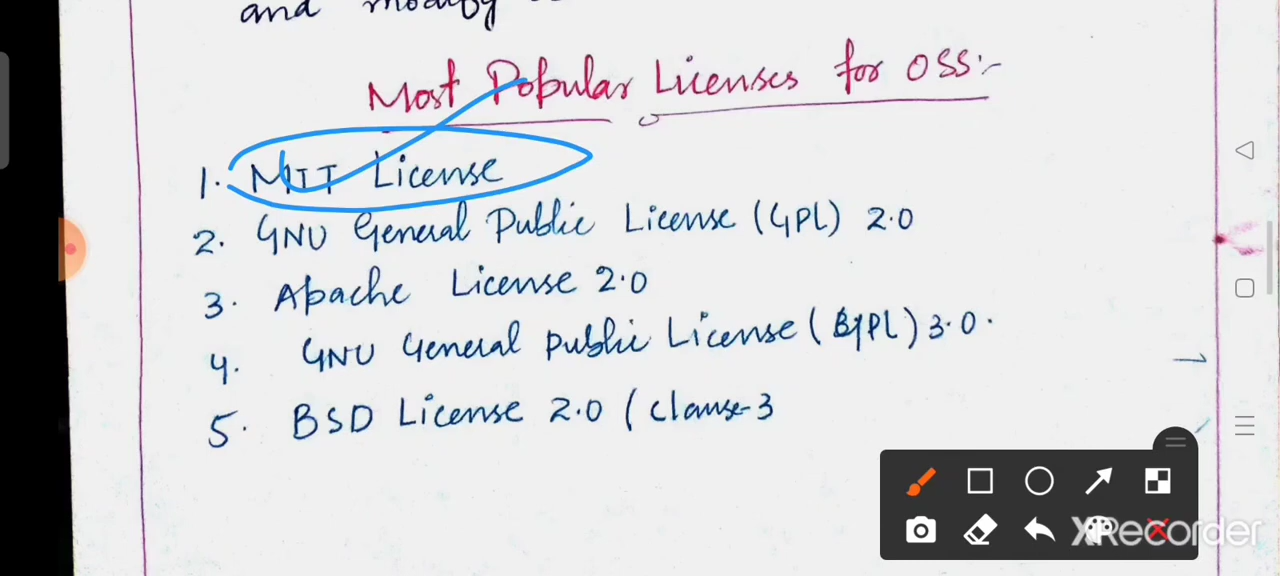 and modify
Most Popular Licenses for OSS:-
1. MIT License
2. GNU General Public License (GPL) 2.0
3. Apache License 2.0
4. GNU General Public License (GPL) 3.0.
5. BSD License 2.0 (Clause-3
XRecorder